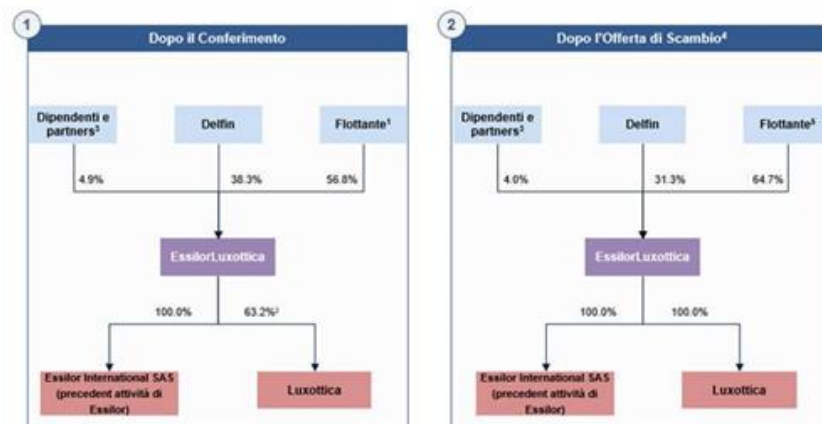 1
Dopo il Conferimento
Dipendenti e
partners³
Delfin
Flottante¹
4.9%
38.3%
56.8%
EssilorLuxottica
100.0%
63.2%²
Essilor International SAS
(precedent attività di
Essilor)
Luxottica
2
Dopo l'Offerta di Scambio⁴
Dipendenti e
partners³
Delfin
Flottante⁵
4.0%
31.3%
64.7%
EssilorLuxottica
100.0%
100.0%
Essilor International SAS
(precedent attività di
Essilor)
Luxottica